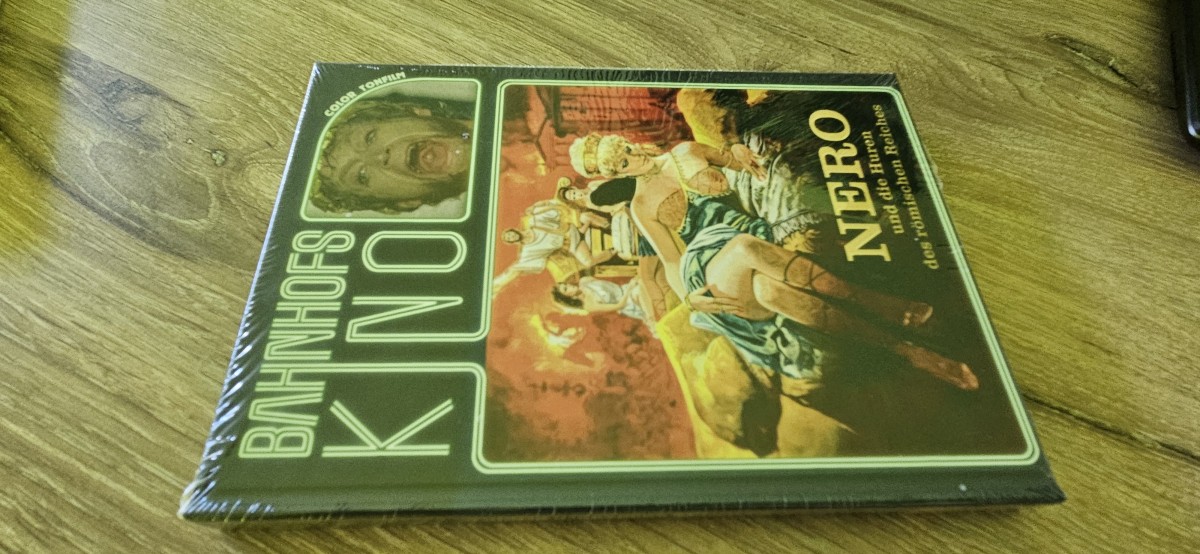 COLOR TONFILM
BAHNHOFS
KINO
NERO
und die Huren
des römischen Reiches